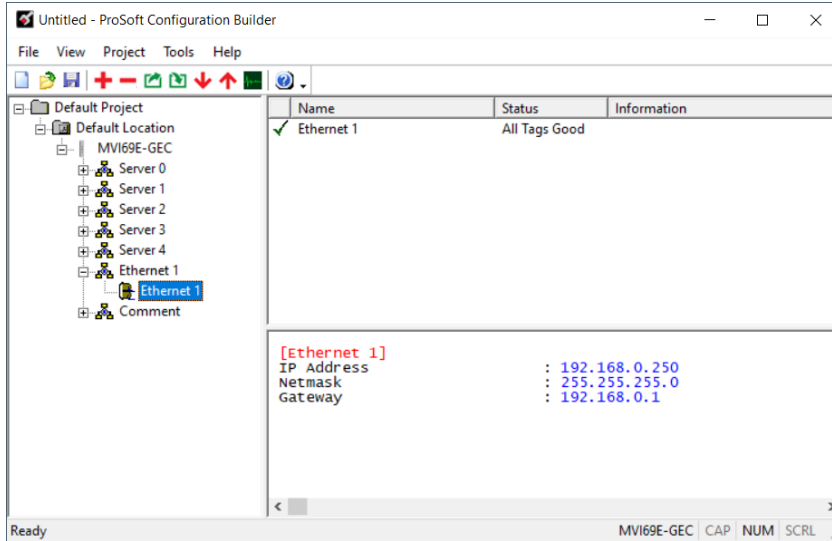 Untitled - ProSoft Configuration Builder
File View Project Tools Help
Default Project
Default Location
MVI69E-GEC
Server 0
Server 1
Server 2
Server 3
Server 4
Ethernet 1
Ethernet 1
Comment
Name Status Information
Ethernet 1 All Tags Good
[Ethernet 1]
IP Address : 192.168.0.250
Netmask : 255.255.255.0
Gateway : 192.168.0.1
Ready MVI69E-GEC CAP NUM SCRL